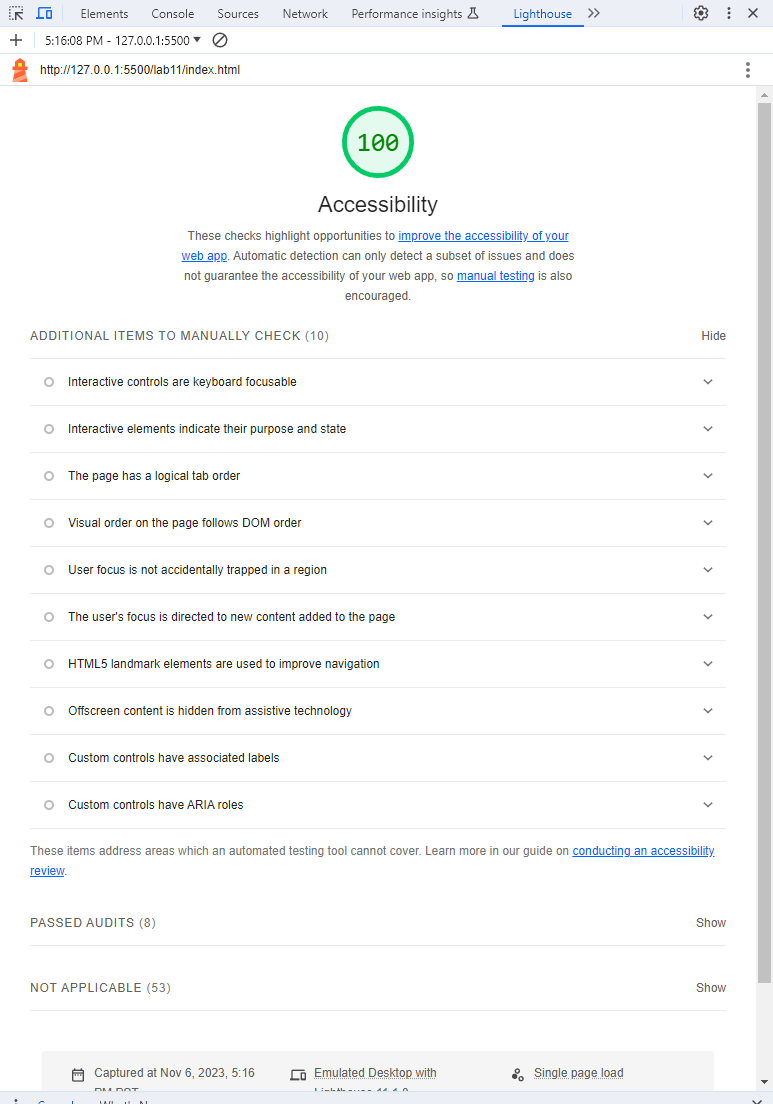 Elements Console Sources Network Performance insights Lighthouse
5:16:08 PM - 127.0.0.1:5500
http://127.0.0.1:5500/lab11/index.html
100
Accessibility
These checks highlight opportunities to improve the accessibility of your
web app. Automatic detection can only detect a subset of issues and does
not guarantee the accessibility of your web app, so manual testing is also
encouraged.
ADDITIONAL ITEMS TO MANUALLY CHECK (10) Hide
Interactive controls are keyboard focusable
Interactive elements indicate their purpose and state
The page has a logical tab order
Visual order on the page follows DOM order
User focus is not accidentally trapped in a region
The user's focus is directed to new content added to the page
HTML5 landmark elements are used to improve navigation
Offscreen content is hidden from assistive technology
Custom controls have associated labels
Custom controls have ARIA roles
These items address areas which an automated testing tool cannot cover. Learn more in our guide on conducting an accessibility
review.
PASSED AUDITS (8) Show
NOT APPLICABLE (53) Show
Captured at Nov 6, 2023, 5:16 Emulated Desktop with Single page load
Lighthouse 11.1.0